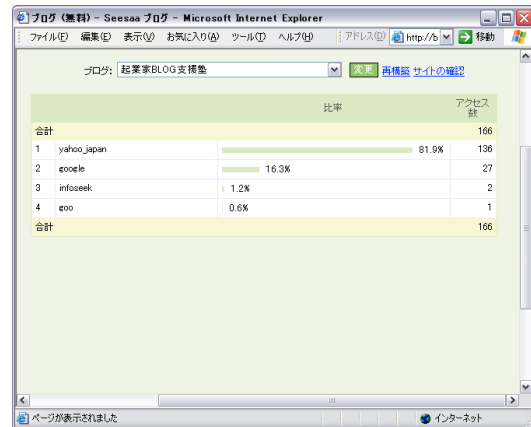 ブログ (無料) - Seesaa ブログ - Microsoft Internet Explorer
ファイル(F) 編集(E) 表示(V) お気に入り(A) ツール(T) ヘルプ(H) アドレス(D) http://b 移動
ブログ: 起業家BLOG支援塾 変更 再構築 サイトの確認
比率 アクセス数
合計 166
1 yahoo_japan 81.9% 136
2 google 16.3% 27
3 infoseek 1.2% 2
4 goo 0.6% 1
合計 166
ページが表示されました インターネット